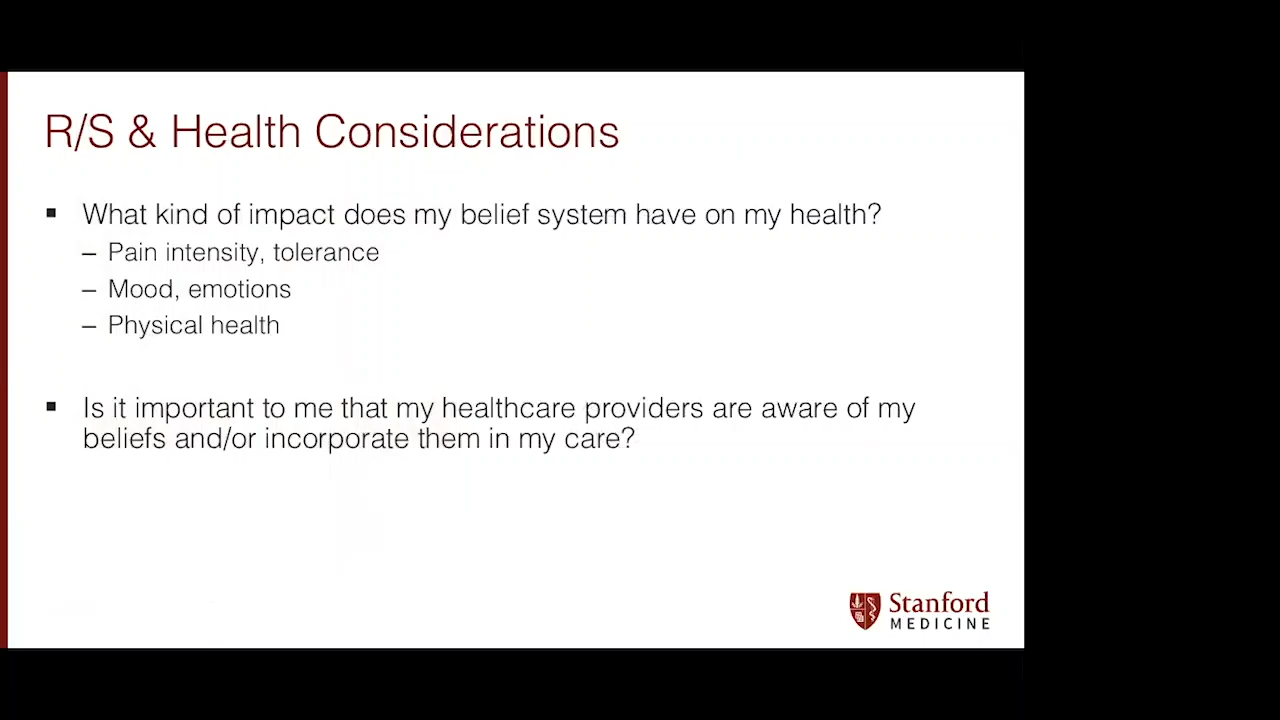 R/S & Health Considerations
▪ What kind of impact does my belief system have on my health?
– Pain intensity, tolerance
– Mood, emotions
– Physical health
▪ Is it important to me that my healthcare providers are aware of my
beliefs and/or incorporate them in my care?
Stanford
MEDICINE